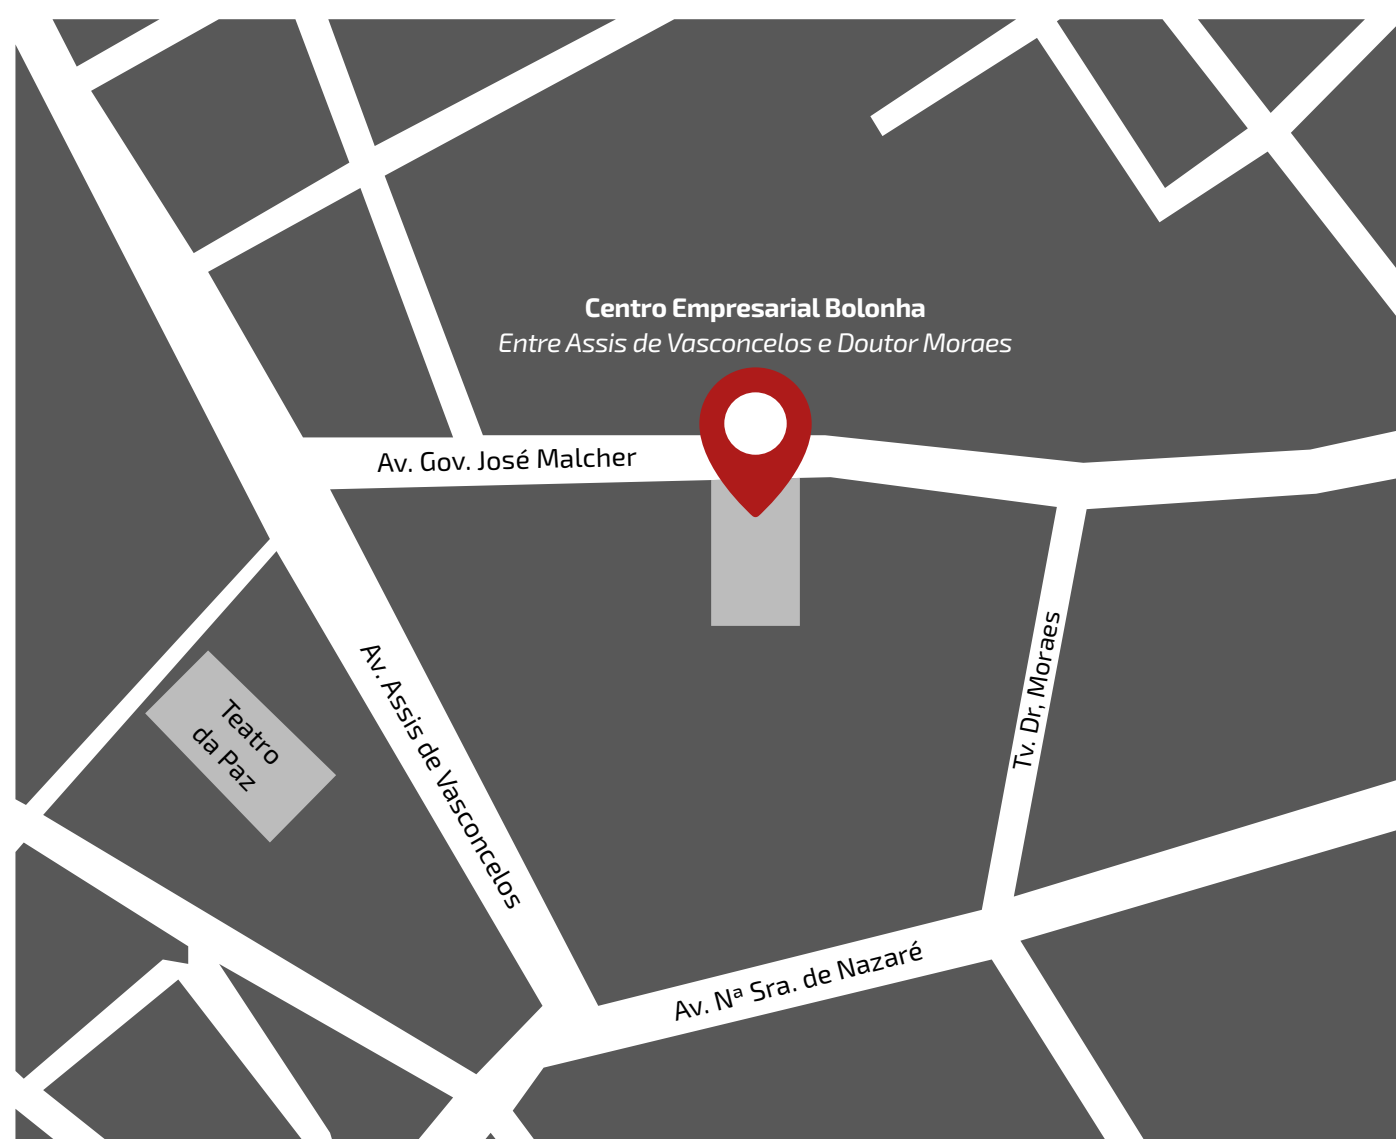 Centro Empresarial Bolonha
Entre Assis de Vasconcelos e Doutor Moraes
Av. Gov. José Malcher
Av. Assis de Vasconcelos
Tv. Dr, Moraes
Teatro
da Paz
Av. Nª Sra. de Nazaré